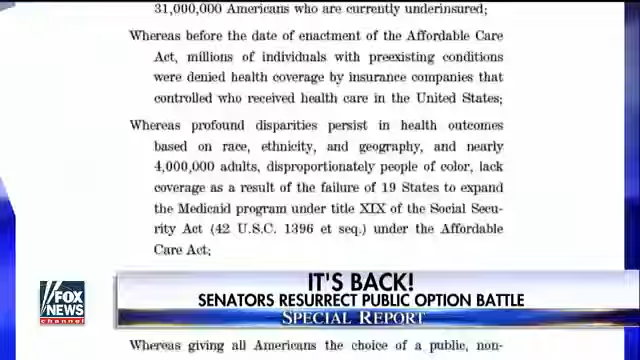 31,000,000 Americans who are currently underinsured;
Whereas before the date of enactment of the Affordable Care
Act, millions of individuals with preexisting conditions
were denied health coverage by insurance companies that
controlled who received health care in the United States;
Whereas profound disparities persist in health outcomes
based on race, ethnicity, and geography, and nearly
4,000,000 adults, disproportionately people of color, lack
coverage as a result of the failure of 19 States to expand
the Medicaid program under title XIX of the Social Secu-
rity Act (42 U.S.C. 1396 et seq.) under the Affordable
Care Act;
FOX
NEWS
channel
IT'S BACK!
SENATORS RESURRECT PUBLIC OPTION BATTLE
SPECIAL REPORT
Whereas giving all Americans the choice of a public, non-